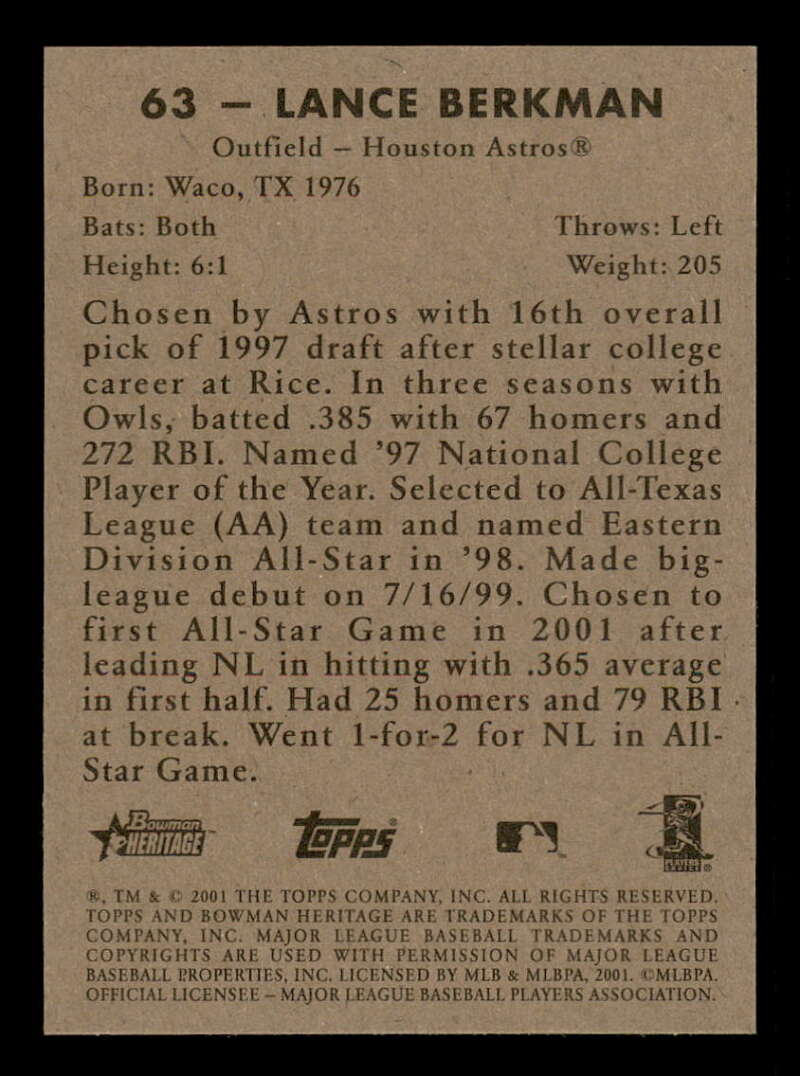 63 – LANCE BERKMAN
Outfield – Houston Astros®
Born: Waco, TX 1976
Bats: Both Throws: Left
Height: 6:1 Weight: 205
Chosen by Astros with 16th overall
pick of 1997 draft after stellar college
career at Rice. In three seasons with
Owls, batted .385 with 67 homers and
272 RBI. Named ’97 National College
Player of the Year. Selected to All-Texas
League (AA) team and named Eastern
Division All-Star in ’98. Made big-
league debut on 7/16/99. Chosen to
first All-Star Game in 2001 after
leading NL in hitting with .365 average
in first half. Had 25 homers and 79 RBI
at break. Went 1-for-2 for NL in All-
Star Game.
Bowman HERITAGE Topps®
®, TM & © 2001 THE TOPPS COMPANY, INC. ALL RIGHTS RESERVED.
TOPPS AND BOWMAN HERITAGE ARE TRADEMARKS OF THE TOPPS
COMPANY, INC. MAJOR LEAGUE BASEBALL TRADEMARKS AND
COPYRIGHTS ARE USED WITH PERMISSION OF MAJOR LEAGUE
BASEBALL PROPERTIES, INC. LICENSED BY MLB & MLBPA, 2001. ©MLBPA.
OFFICIAL LICENSEE – MAJOR LEAGUE BASEBALL PLAYERS ASSOCIATION.